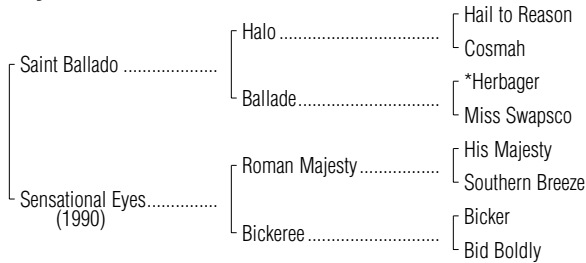 Hail to Reason
Halo ........................................
Cosmah
Saint Ballado ...................
*Herbager
Ballade...................................
Miss Swapsco
His Majesty
Roman Majesty....................
Southern Breeze
Sensational Eyes...............
(1990)
Bicker
Bickeree .................................
Bid Boldly